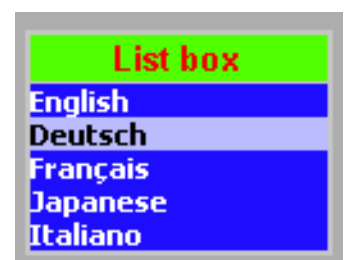 List box
English
Deutsch
Français
Japanese
Italiano